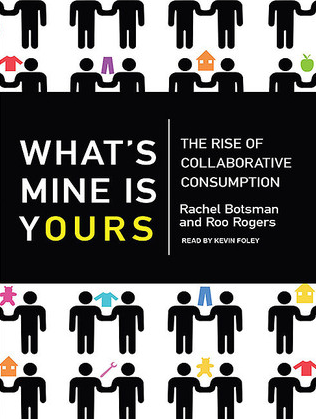 WHAT'S
MINE IS
YOURS
THE RISE OF
COLLABORATIVE
CONSUMPTION
Rachel Botsman
and Roo Rogers
READ BY KEVIN FOLEY